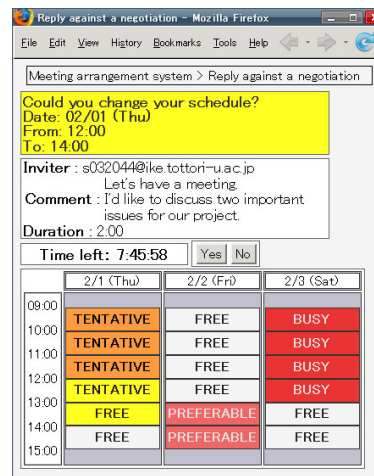 Reply against a negotiation - Mozilla Firefox
File Edit View History Bookmarks Tools Help
Meeting arrangement system > Reply against a negotiation
Could you change your schedule?
Date: 02/01 (Thu)
From: 12:00
To: 14:00
Inviter : s032044@ike.tottori-u.ac.jp
Let's have a meeting.
Comment : I'd like to discuss two important
issues for our project.
Duration : 2:00
Time left: 7:45:58 Yes No
2/1 (Thu) 2/2 (Fri) 2/3 (Sat)
09:00
TENTATIVE FREE BUSY
10:00
TENTATIVE FREE BUSY
11:00
TENTATIVE FREE BUSY
12:00
TENTATIVE FREE BUSY
13:00
FREE PREFERABLE FREE
14:00
FREE PREFERABLE FREE
15:00